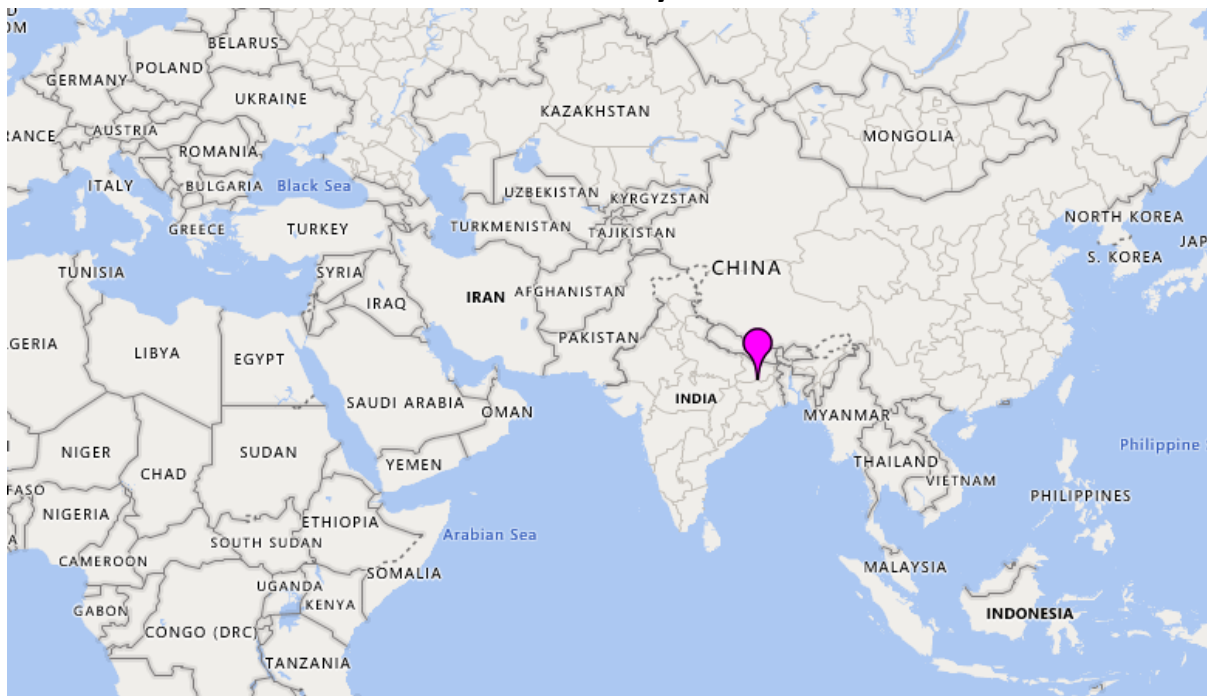 BELARUS
POLAND
GERMANY
UKRAINE
KAZAKHSTAN
AUSTRIA
MONGOLIA
ROMANIA
ITALY
BULGARIA
Black Sea
UZBEKISTAN
KYRGYZSTAN
NORTH KOREA
GREECE
TURKEY
TURKMENISTAN
TAJIKISTAN
JAP
S. KOREA
TUNISIA
SYRIA
CHINA
IRAN
AFGHANISTAN
IRAQ
PAKISTAN
GERIA
LIBYA
EGYPT
SAUDI ARABIA
OMAN
INDIA
MYANMAR
NIGER
SUDAN
Philippine
CHAD
YEMEN
THAILAND
VIETNAM
FASO
PHILIPPINES
NIGERIA
ETHIOPIA
Arabian Sea
SOUTH SUDAN
CAMEROON
SOMALIA
MALAYSIA
UGANDA
GABON
KENYA
INDONESIA
CONGO (DRC)
TANZANIA